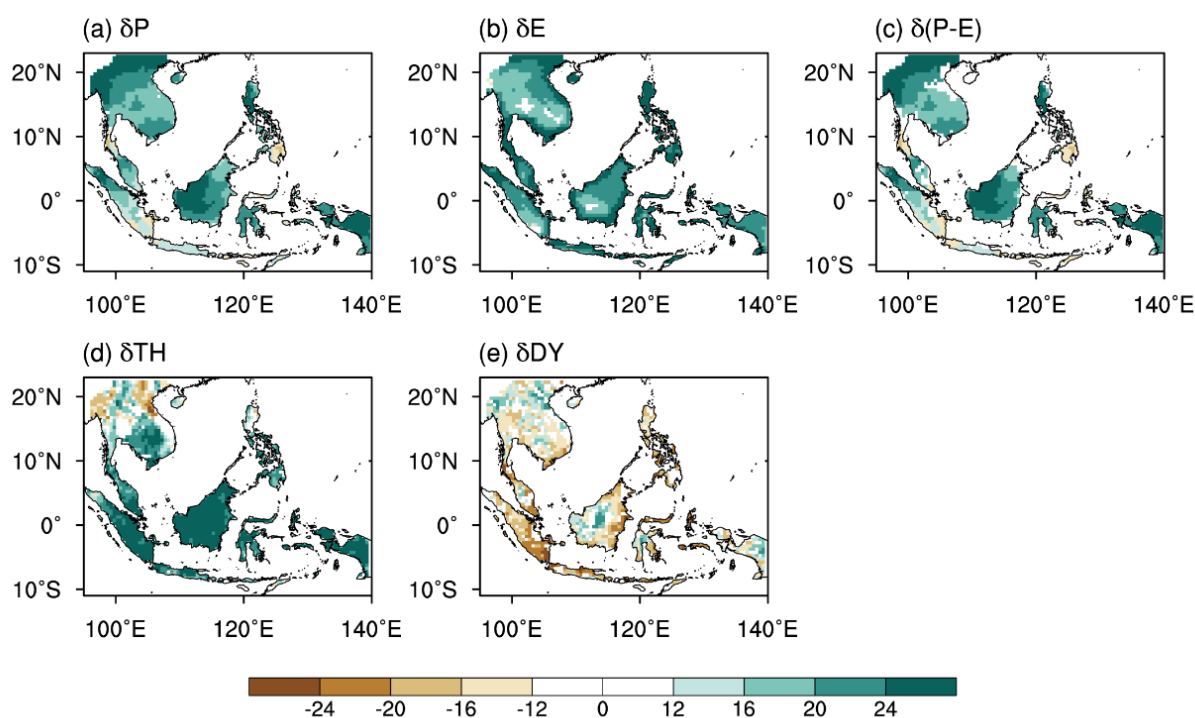 (a) δP (b) δE (c) δ(P-E)
20˚N 20˚N 20˚N
10˚N 10˚N 10˚N
0˚ 0˚ 0˚
10˚S 10˚S 10˚S
100˚E 120˚E 140˚E 100˚E 120˚E 140˚E 100˚E 120˚E 140˚E
(d) δTH (e) δDY
20˚N 20˚N
10˚N 10˚N
0˚ 0˚
10˚S 10˚S
100˚E 120˚E 140˚E 100˚E 120˚E 140˚E
-24 -20 -16 -12 0 12 16 20 24